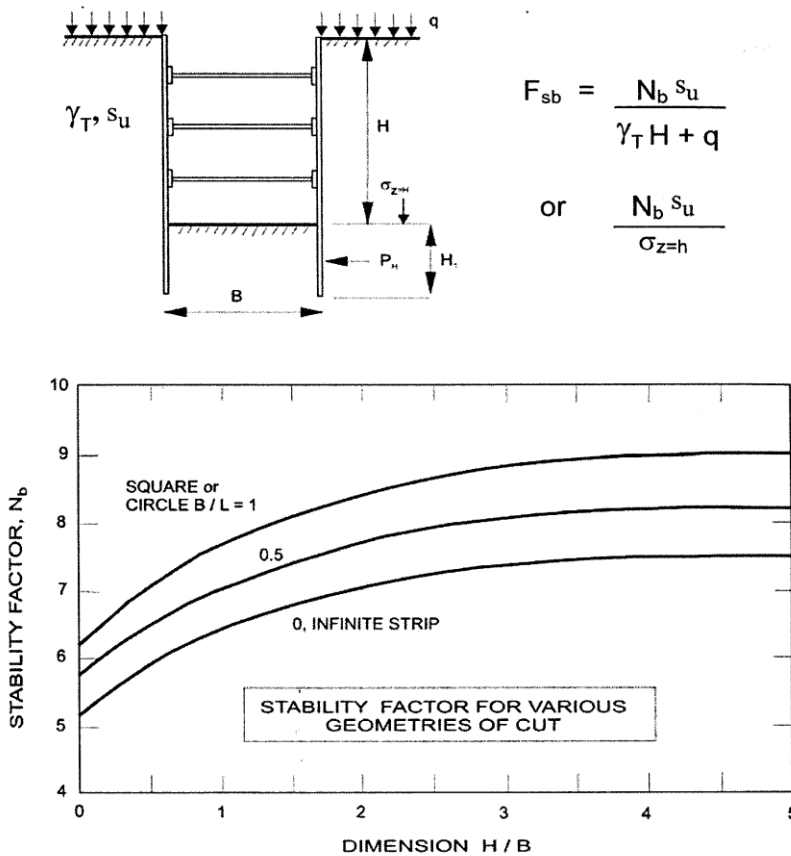 q
γT, su
H
σz=H
PH
H1
B
Fsb = Nb su
γT H + q
or Nb su
σz=h
10
9
8
7
6
5
4
STABILITY FACTOR, Nb
SQUARE or
CIRCLE B / L = 1
0.5
0, INFINITE STRIP
STABILITY FACTOR FOR VARIOUS
GEOMETRIES OF CUT
0 1 2 3 4 5
DIMENSION H / B